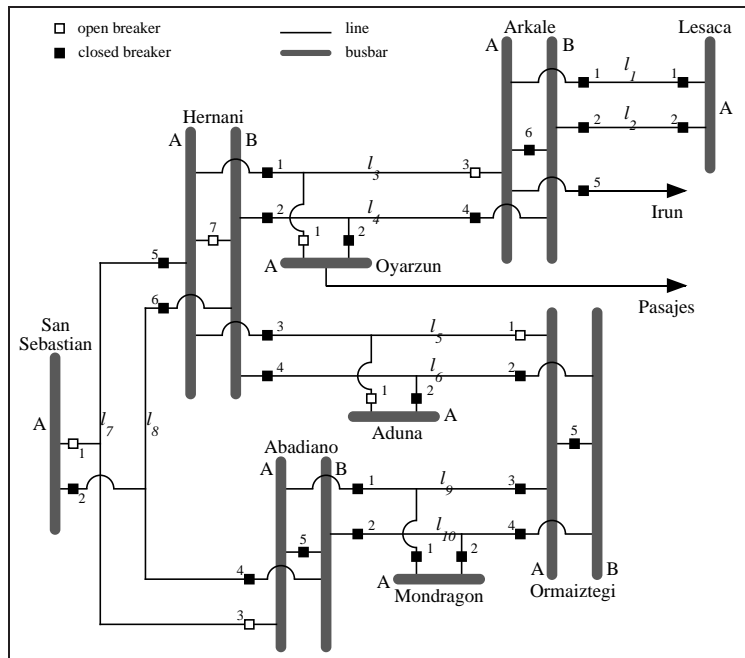 open breaker
closed breaker
line
busbar
Arkale
Lesaca
A
B
1
l1
1
2
l2
2
A
6
5
Irun
Hernani
A
B
1
l3
3
2
l4
4
7
1
2
A
Oyarzun
Pasajes
5
6
3
l5
1
4
l6
2
1
2
A
Aduna
San
Sebastian
A
1
2
l7
l8
Abadiano
A
B
1
l9
3
2
l10
4
5
5
4
3
1
2
A
Mondragon
A
B
Ormaiztegi